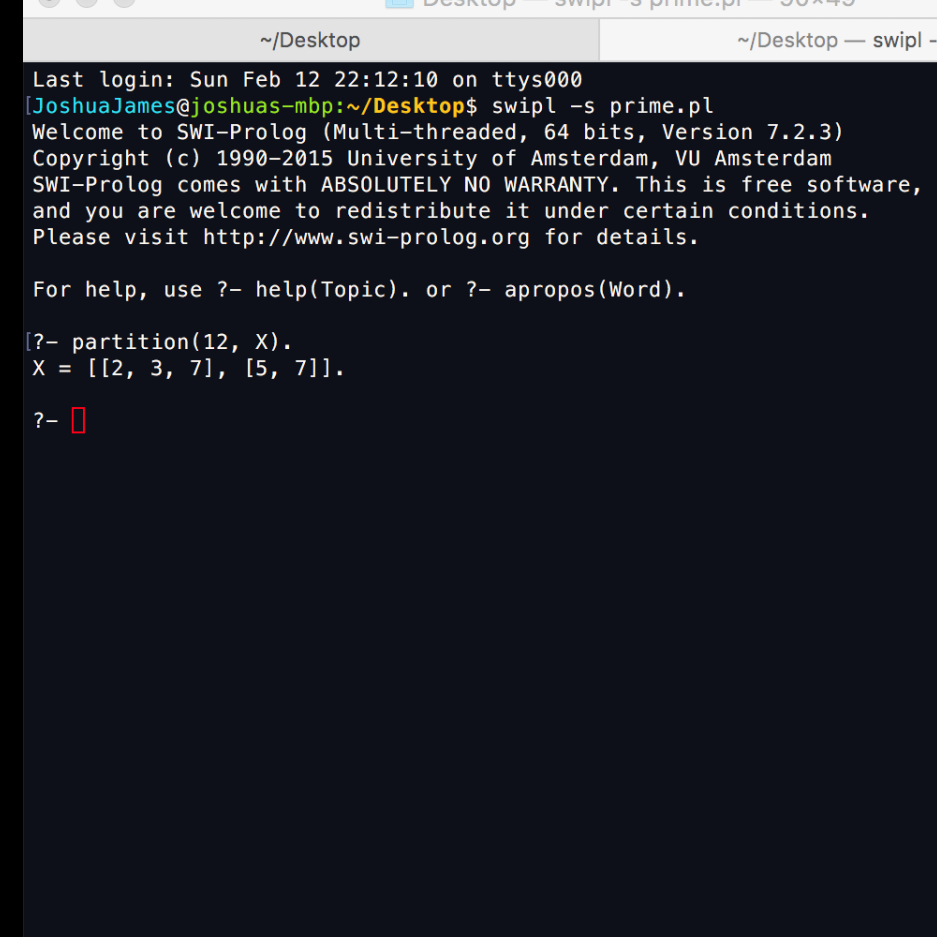 Desktop — swipl -s prime.pl — 90×45
~/Desktop
~/Desktop — swipl -
Last login: Sun Feb 12 22:12:10 on ttys000
[JoshuaJames@joshuas-mbp:~/Desktop$ swipl -s prime.pl
Welcome to SWI-Prolog (Multi-threaded, 64 bits, Version 7.2.3)
Copyright (c) 1990-2015 University of Amsterdam, VU Amsterdam
SWI-Prolog comes with ABSOLUTELY NO WARRANTY. This is free software,
and you are welcome to redistribute it under certain conditions.
Please visit http://www.swi-prolog.org for details.
For help, use ?- help(Topic). or ?- apropos(Word).
[?- partition(12, X).
X = [[2, 3, 7], [5, 7]].
?-